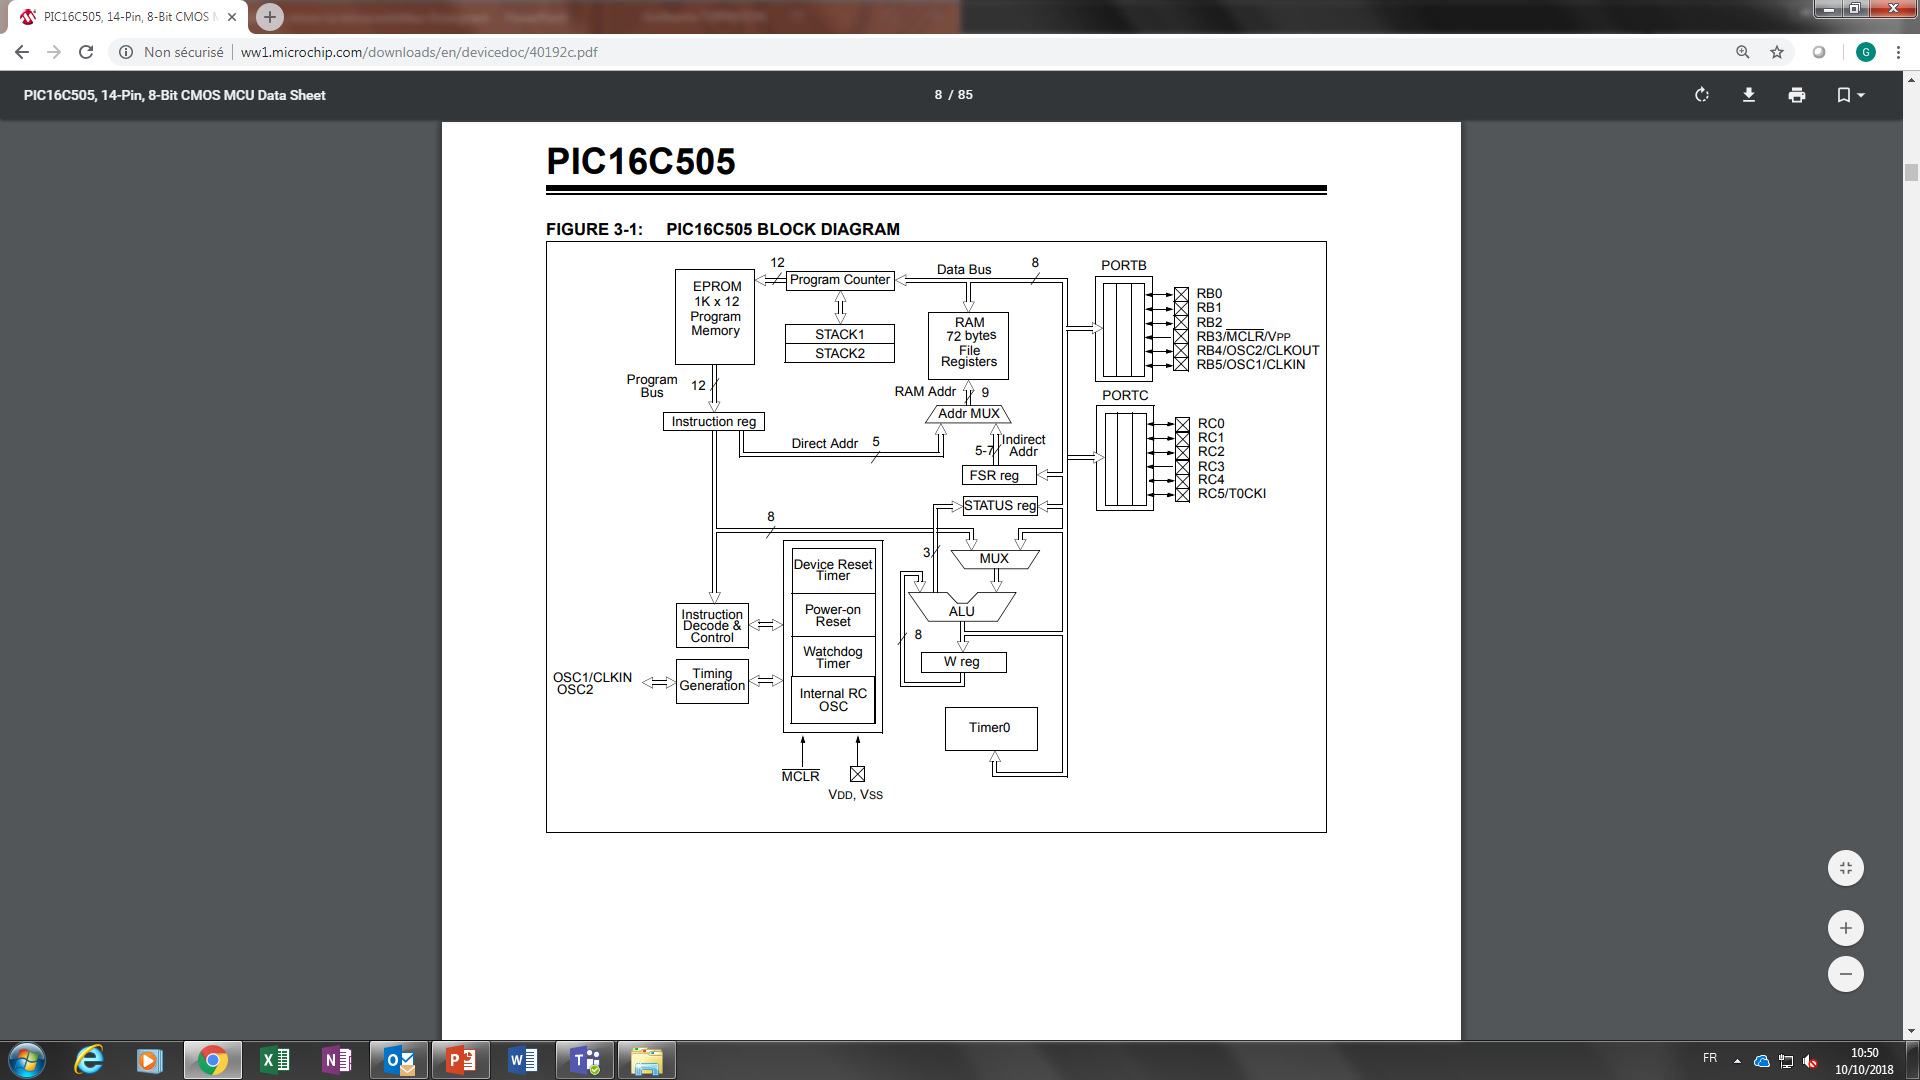 PIC16C505, 14-Pin, 8-Bit CMOS M
Non sécurisé
ww1.microchip.com/downloads/en/devicedoc/40192c.pdf
G
PIC16C505, 14-Pin, 8-Bit CMOS MCU Data Sheet
8 / 85
PIC16C505
FIGURE 3-1: PIC16C505 BLOCK DIAGRAM
EPROM
1K x 12
Program
Memory
12
Program Counter
Data Bus
8
STACK1
STACK2
RAM
72 bytes
File
Registers
PORTB
RB0
RB1
RB2
RB3/MCLR/VPP
RB4/OSC2/CLKOUT
RB5/OSC1/CLKIN
Program
Bus
12
RAM Addr
9
Addr MUX
PORTC
RC0
RC1
RC2
RC3
RC4
RC5/T0CKI
Instruction reg
Direct Addr
5
5-7
Indirect
Addr
FSR reg
STATUS reg
8
3
MUX
ALU
8
W reg
Timer0
Device Reset
Timer
Power-on
Reset
Watchdog
Timer
Internal RC
OSC
Instruction
Decode &
Control
Timing
Generation
OSC1/CLKIN
OSC2
MCLR
VDD, VSS
FR
10:50
10/10/2018